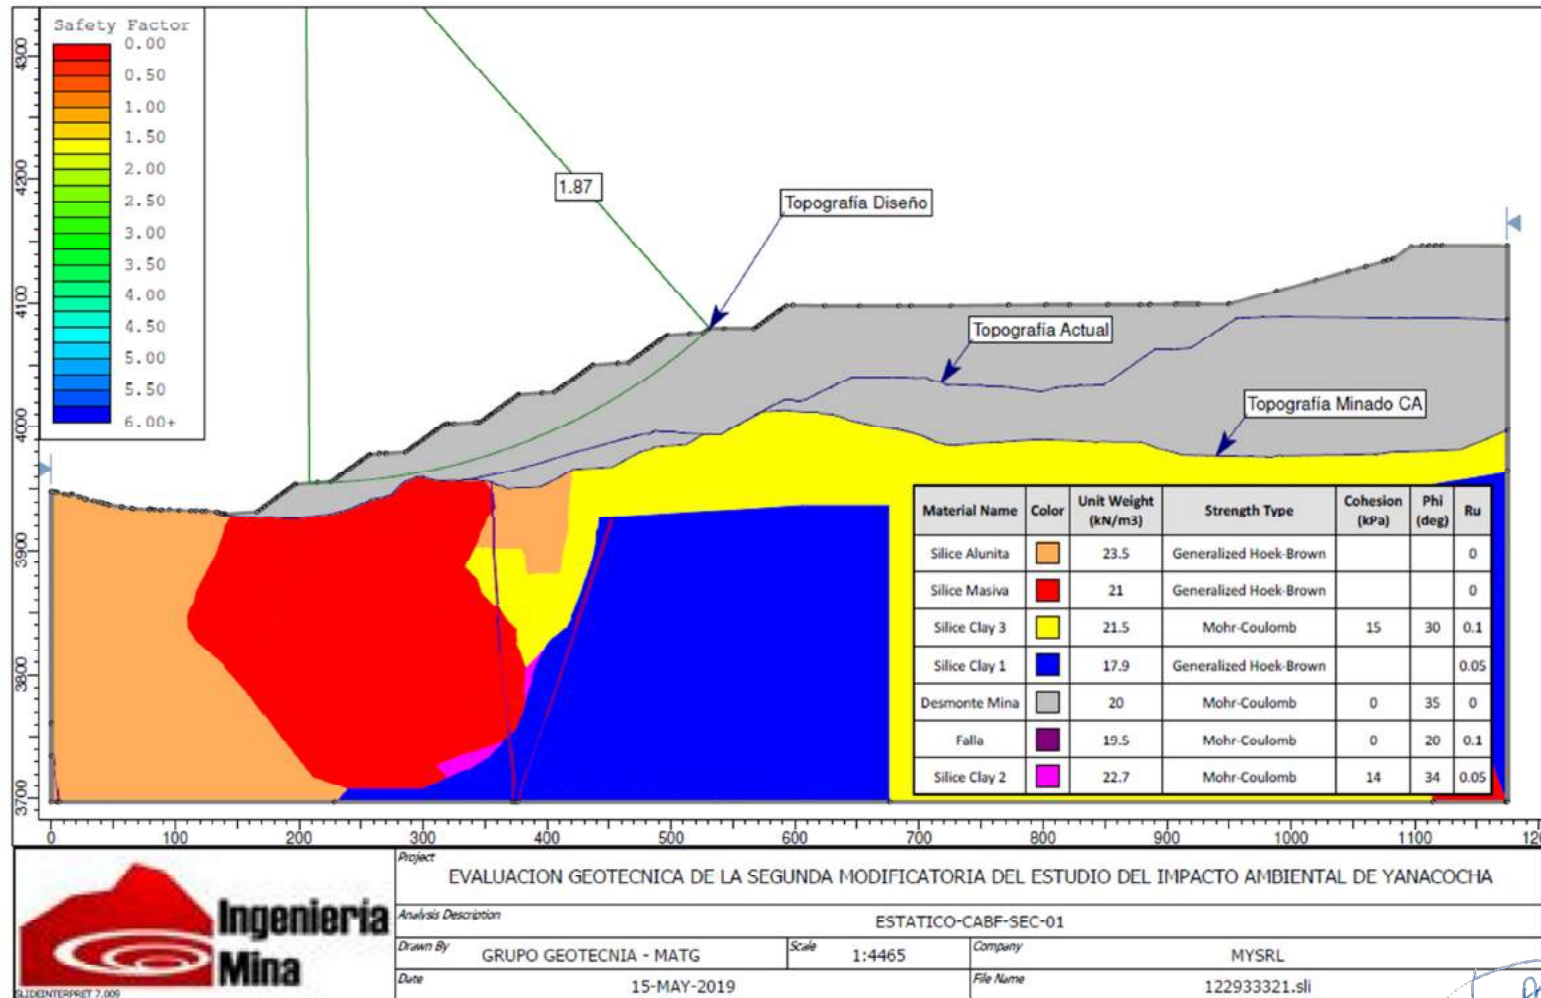 Safety Factor
0.00
0.50
1.00
1.50
2.00
2.50
3.00
3.50
4.00
4.50
5.00
5.50
6.00+
4300
4200
4100
4000
3900
3800
3700
1.87
Topografía Diseño
Topografía Actual
Topografía Minado CA
Material Name Color Unit Weight (kN/m3) Strength Type Cohesion (kPa) Phi (deg) Ru
Silice Alunita 23.5 Generalized Hoek-Brown 0
Silice Masiva 21 Generalized Hoek-Brown 0
Silice Clay 3 21.5 Mohr-Coulomb 15 30 0.1
Silice Clay 1 17.9 Generalized Hoek-Brown 0.05
Desmonte Mina 20 Mohr-Coulomb 0 35 0
Falla 19.5 Mohr-Coulomb 0 20 0.1
Silice Clay 2 22.7 Mohr-Coulomb 14 34 0.05
0 100 200 300 400 500 600 700 800 900 1000 1100 120
Ingeniería
Mina
SLIDEINTERPRET 7.009
Project
EVALUACION GEOTECNICA DE LA SEGUNDA MODIFICATORIA DEL ESTUDIO DEL IMPACTO AMBIENTAL DE YANACOCHA
Analysis Description
ESTATICO-CABF-SEC-01
Drawn By GRUPO GEOTECNIA - MATG Scale 1:4465 Company MYSRL
Date 15-MAY-2019 File Name 122933321.sli